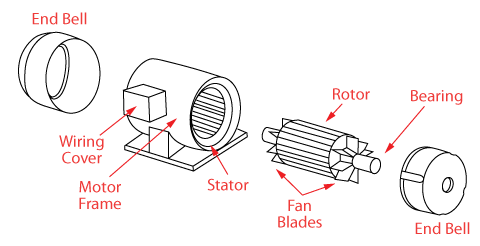 End Bell
Rotor
Bearing
Wiring
Cover
Motor
Frame
Stator
Fan
Blades
End Bell